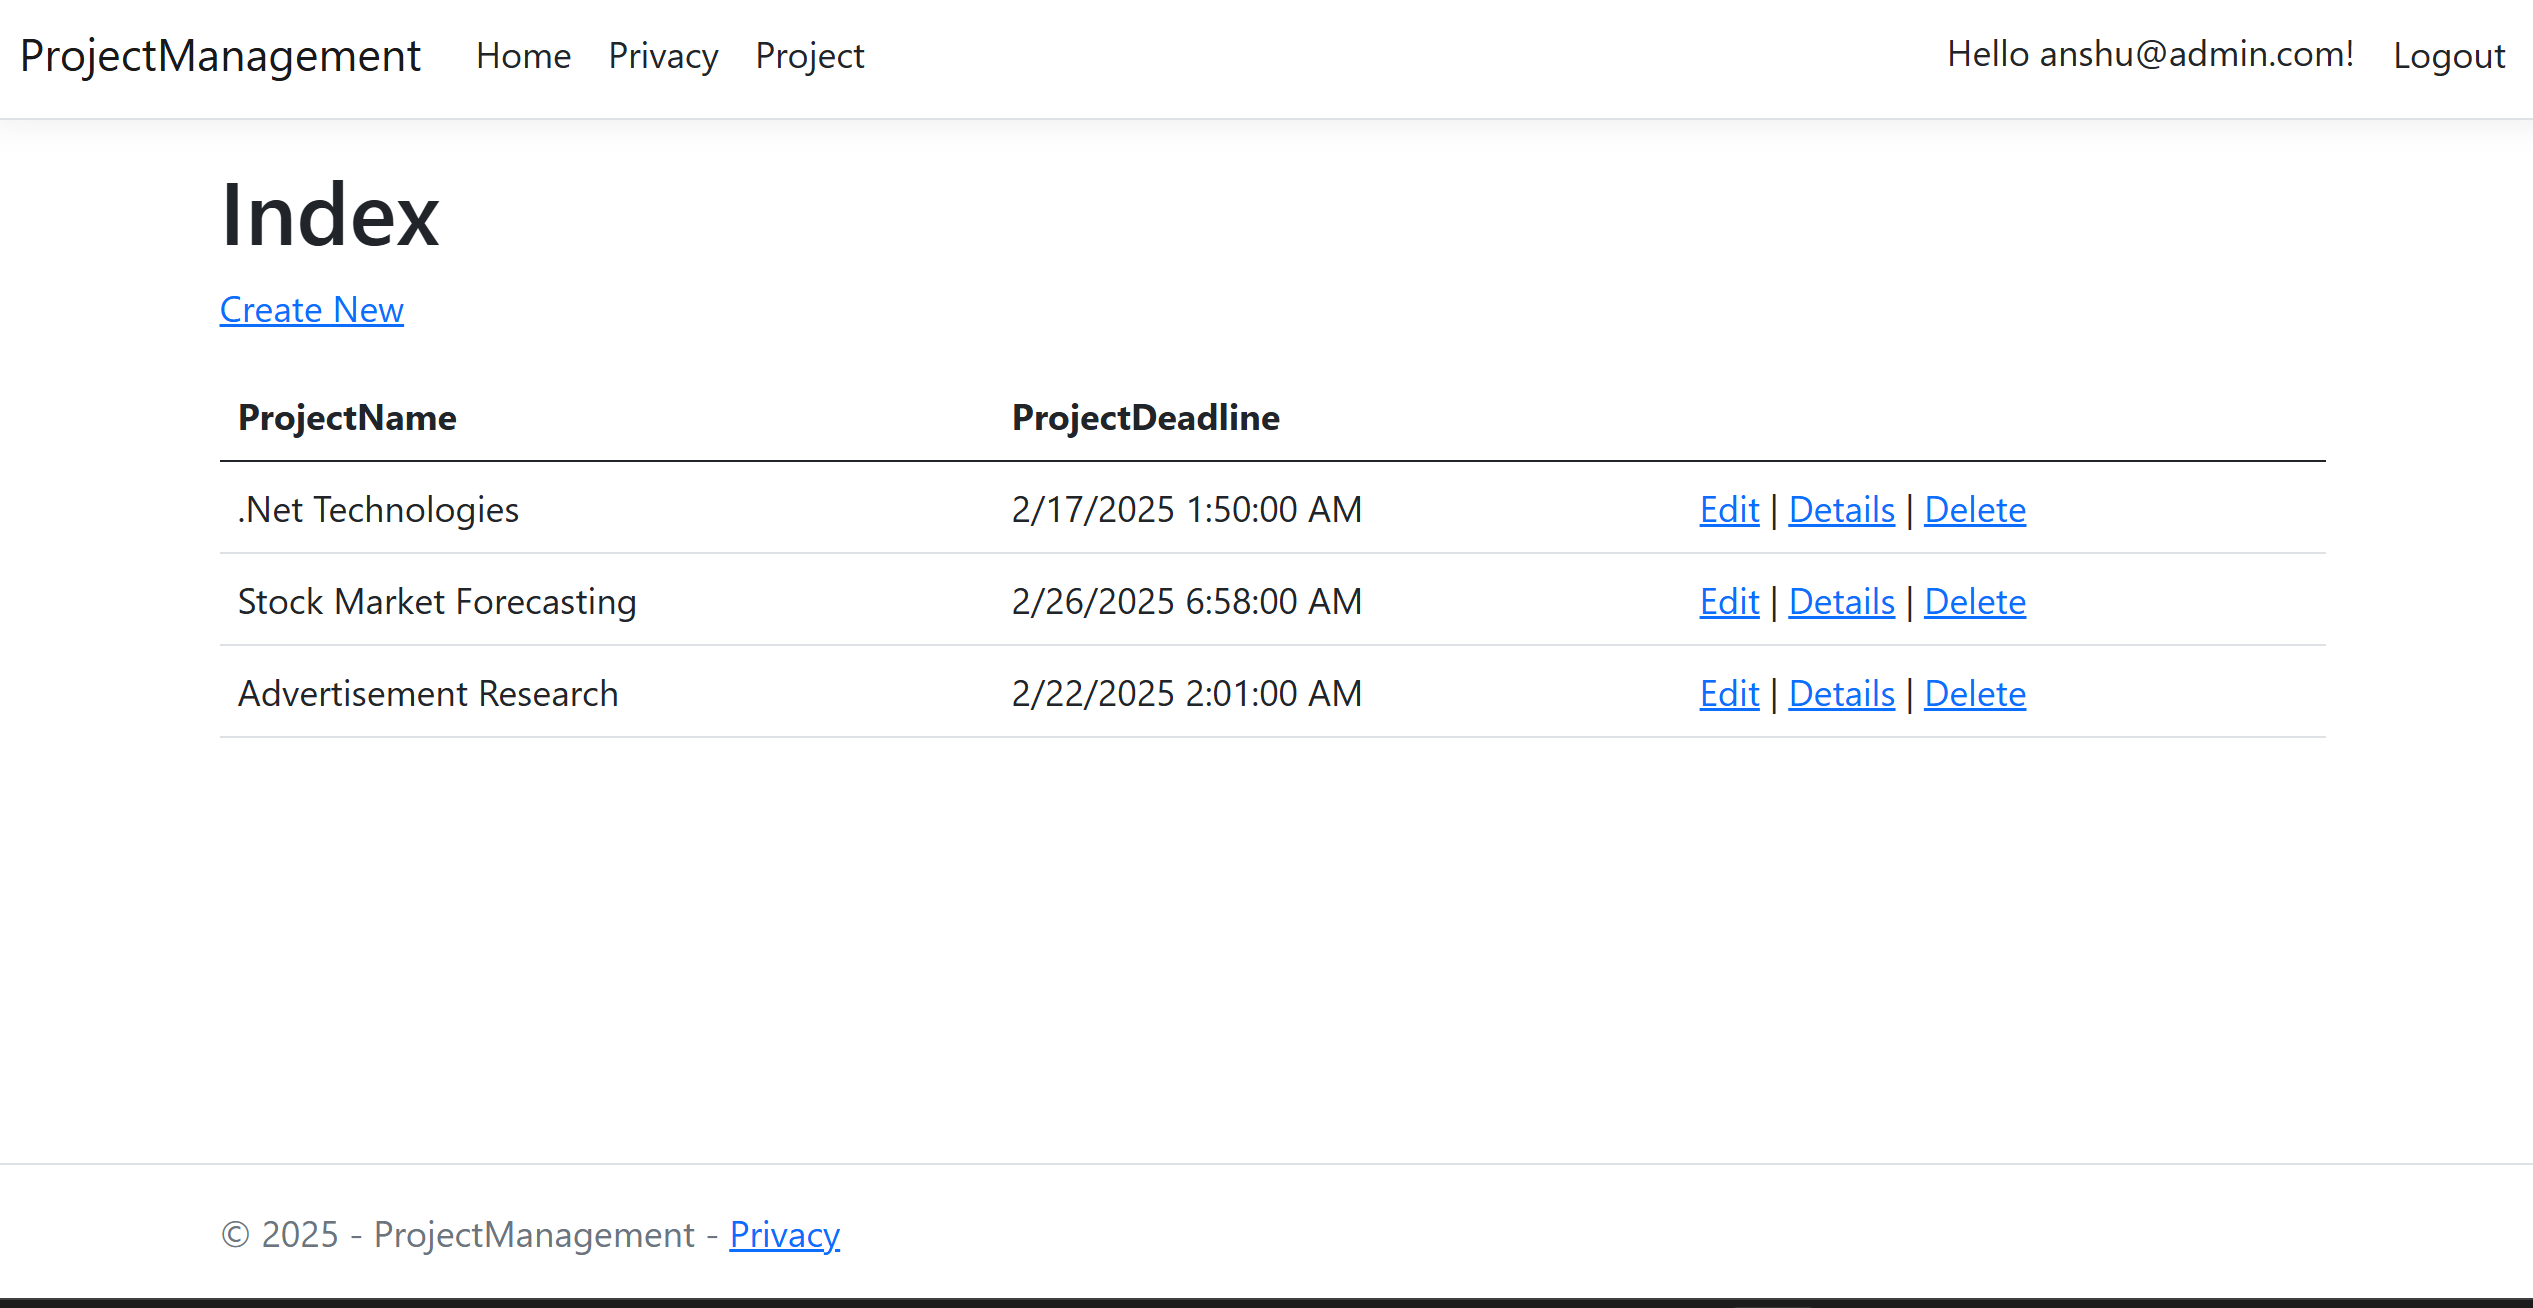 ProjectManagement Home Privacy Project Hello anshu@admin.com! Logout
Index
Create New
ProjectName ProjectDeadline
.Net Technologies 2/17/2025 1:50:00 AM Edit | Details | Delete
Stock Market Forecasting 2/26/2025 6:58:00 AM Edit | Details | Delete
Advertisement Research 2/22/2025 2:01:00 AM Edit | Details | Delete
© 2025 - ProjectManagement - Privacy